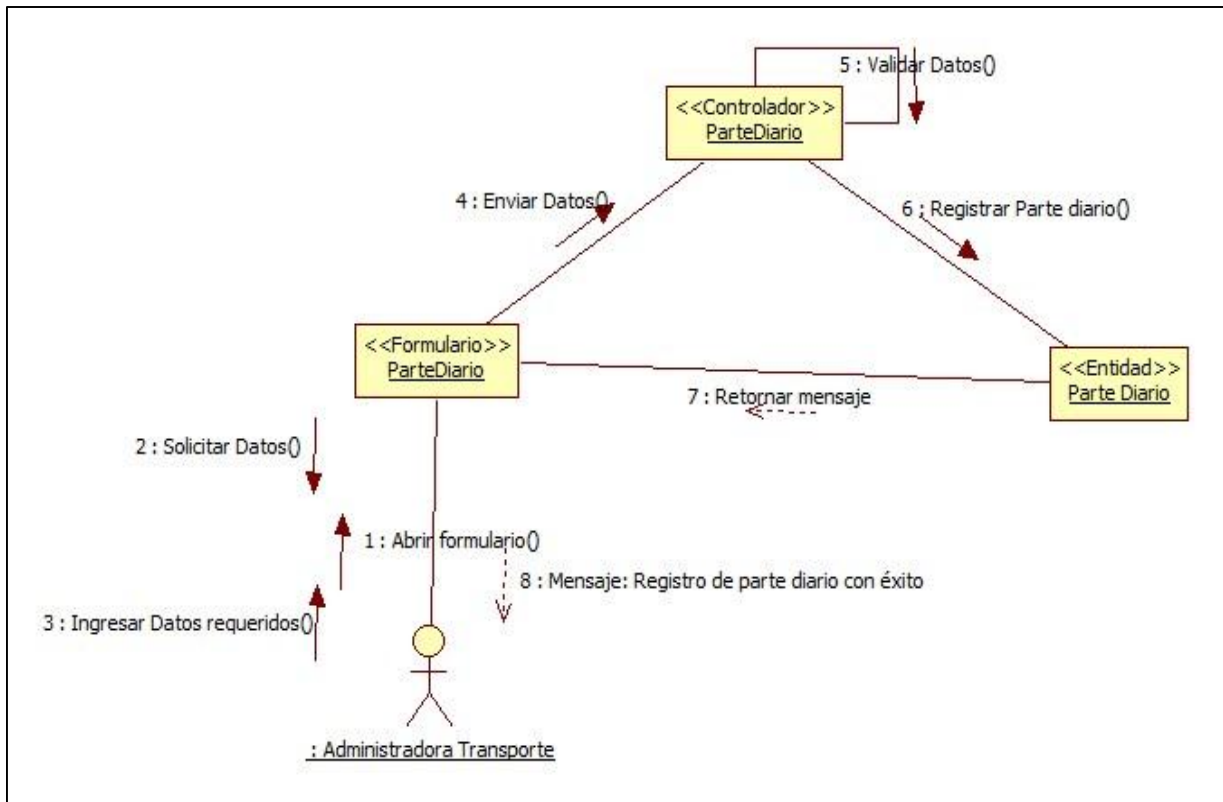 5 : Validar Datos()
<<Controlador>>
ParteDiario
4 : Enviar Datos()
6 : Registrar Parte diario()
<<Formulario>>
ParteDiario
<<Entidad>>
Parte Diario
7 : Retornar mensaje
2 : Solicitar Datos()
1 : Abrir formulario()
8 : Mensaje: Registro de parte diario con éxito
3 : Ingresar Datos requeridos()
: Administradora Transporte